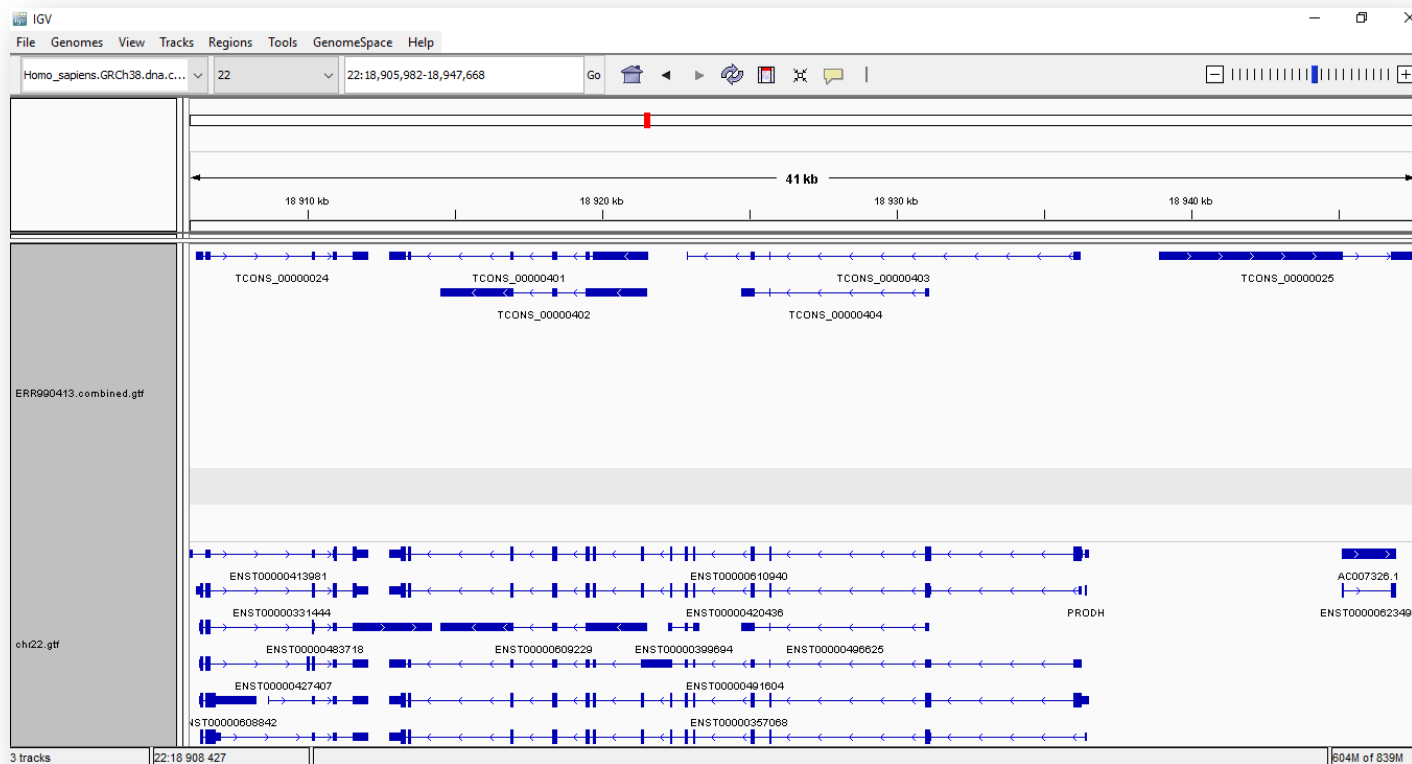 IGV
File Genomes View Tracks Regions Tools GenomeSpace Help
Homo_sapiens.GRCh38.dna.c... 22 22:18,905,982-18,947,668 Go
41 kb
18 910 kb 18 920 kb 18 930 kb 18 940 kb
TCONS_00000024 TCONS_00000401 TCONS_00000403 TCONS_00000025
TCONS_00000402 TCONS_00000404
ERR990413.combined.gtf
ENST00000413981 ENST00000610940 AC007326.1
ENST00000331444 ENST00000420436 PRODH ENST0000062349
chr22.gtf
ENST00000483718 ENST00000609229 ENST00000399694 ENST00000496625
ENST00000427407 ENST00000491604
NST00000608842 ENST00000357068
3 tracks 22:18 908 427 604M of 839M